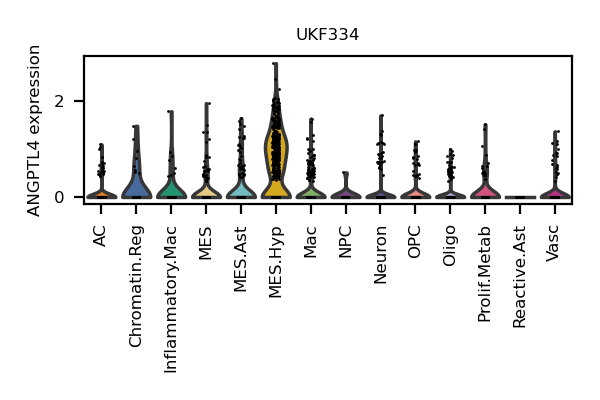 UKF334
ANGPTL4 expression
2
0
AC
Chromatin.Reg
Inflammatory.Mac
MES
MES.Ast
MES.Hyp
Mac
NPC
Neuron
OPC
Oligo
Prolif.Metab
Reactive.Ast
Vasc